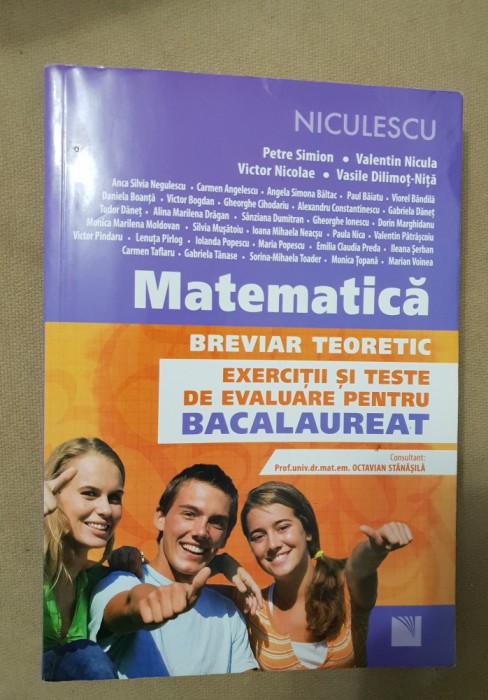 NICULESCU
Petre Simion • Valentin Nicula
Victor Nicolae • Vasile Dilimoț-Niță
Anca Silvia Negulescu • Carmen Angelescu • Angela Simona Băltac • Paul Băiatu • Viorel Băndilă
Daniela Boanță • Victor Bogdan • Gheorghe Cihodariu • Alexandru Constantinescu • Gabriela Dăneț
Tudor Dăneț • Alina Marilena Drăgan • Sânziana Dumitran • Gheorghe Ionescu • Dorin Marghidanu
Monica Marilena Moldovan • Silvia Mușătoiu • Ioana Mihaela Neacșu • Paula Nica • Valentin Pătrășcoiu
Victor Pindaru • Lenuța Pîrlog • Iolanda Popescu • Maria Popescu • Emilia Claudia Preda • Ileana Șerban
Carmen Taflaru • Gabriela Tănase • Sorina-Mihaela Toader • Monica Țopană • Marian Voinea
Matematică
BREVIAR TEORETIC
EXERCIȚII ȘI TESTE
DE EVALUARE PENTRU
BACALAUREAT
Consultant:
Prof.univ.dr.mat.em. OCTAVIAN STĂNĂȘILĂ